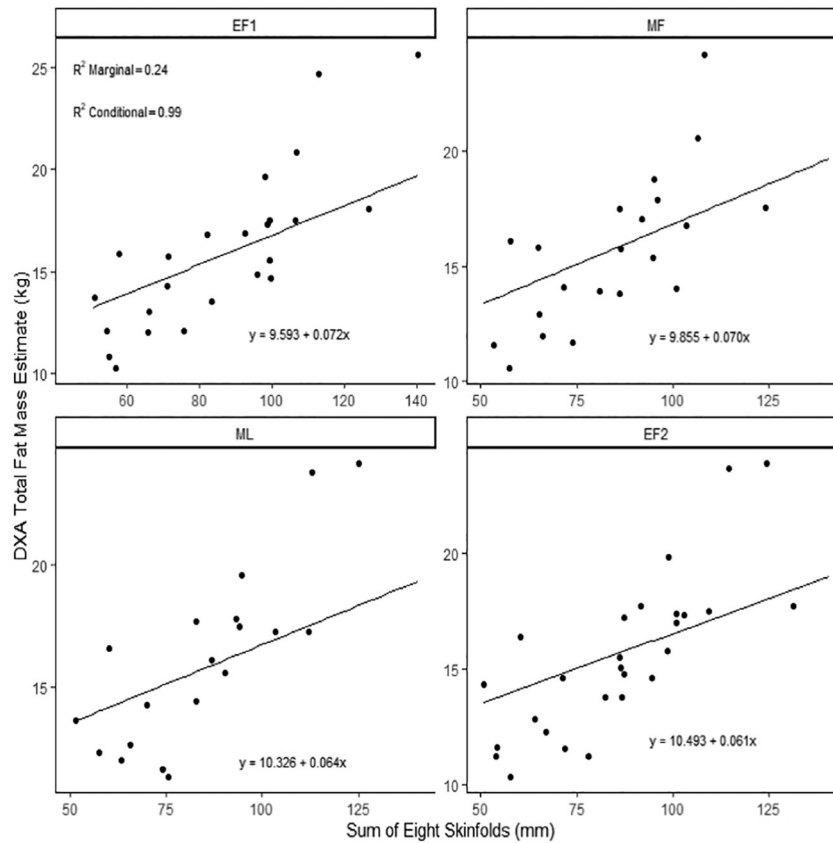 EF1
MF
R² Marginal = 0.24
R² Conditional = 0.99
y = 9.593 + 0.072x
y = 9.855 + 0.070x
25
20
15
10
60
80
100
120
140
25
20
15
10
50
75
100
125
DXA Total Fat Mass Estimate (kg)
ML
EF2
y = 10.326 + 0.064x
y = 10.493 + 0.061x
20
15
50
75
100
125
20
15
10
50
75
100
125
Sum of Eight Skinfolds (mm)